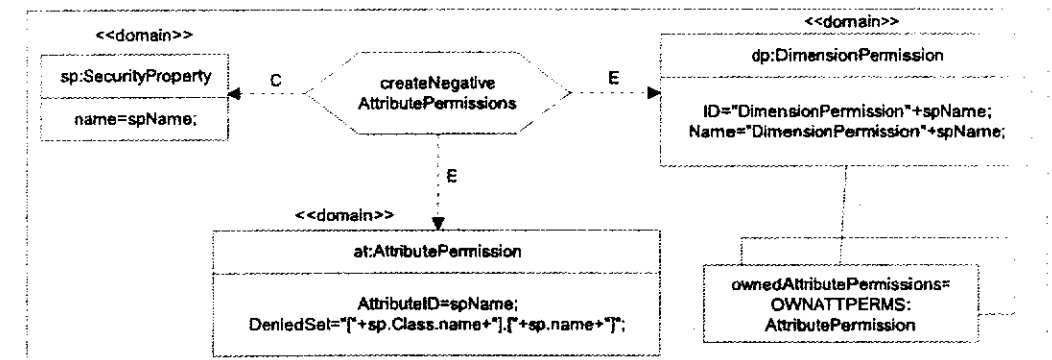 <<domain>>
sp:SecurityProperty
name=spName;
C
createNegative
AttributePermissions
E
<<domain>>
dp:DimensionPermission
ID="DimensionPermission"+spName;
Name="DimensionPermission"+spName;
E
<<domain>>
at:AttributePermission
AttributeID=spName;
DeniedSet="["+sp.Class.name+"].["+sp.name+"]";
ownedAttributePermissions=
OWNATTPERMS:
AttributePermission